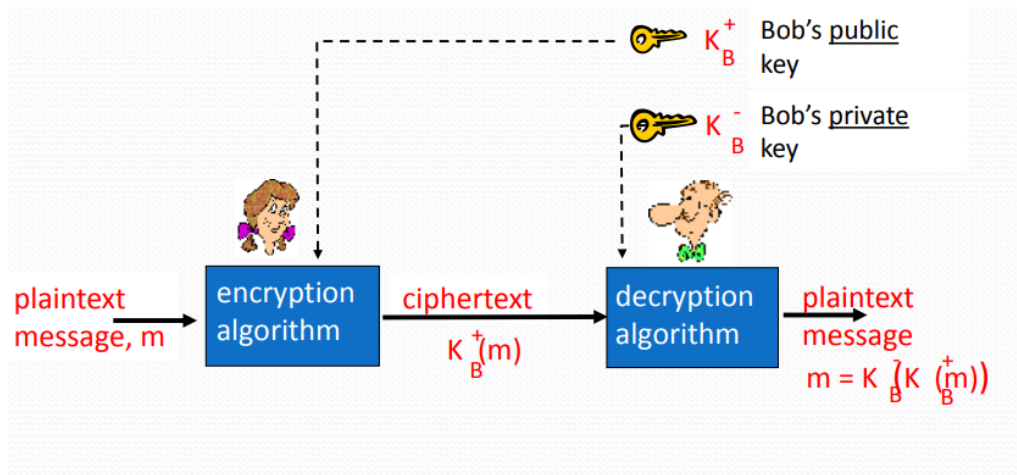 K_B^+ Bob's public
key
K_B^- Bob's private
key
plaintext
message, m
encryption
algorithm
ciphertext
K_B^+(m)
decryption
algorithm
plaintext
message
m = K_B^-(K_B^+(m))